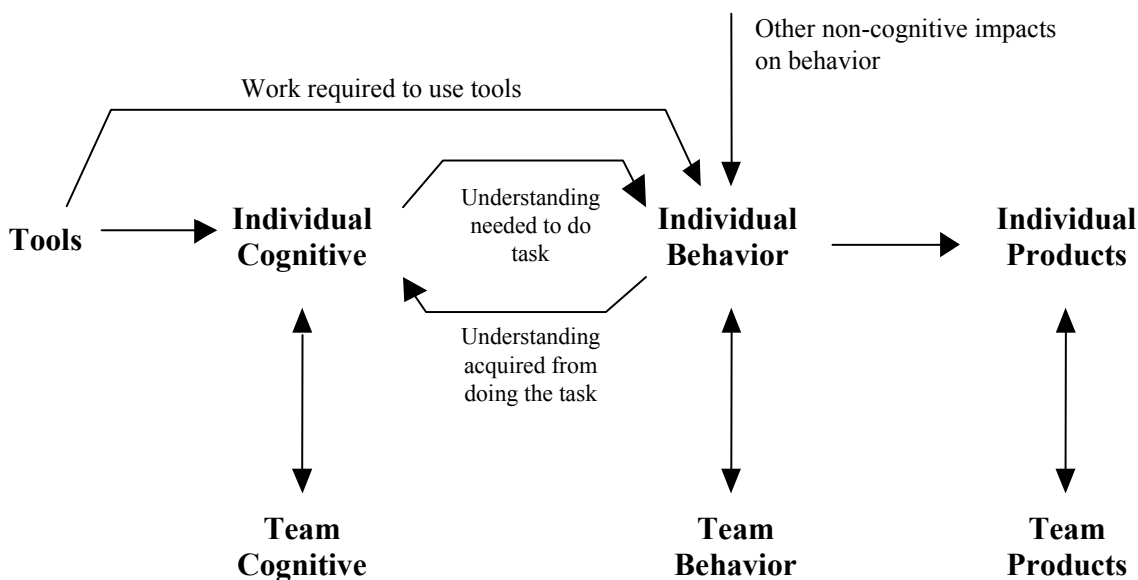 Other non-cognitive impacts
on behavior
Work required to use tools
Tools
Individual
Cognitive
Understanding
needed to do
task
Individual
Behavior
Individual
Products
Understanding
acquired from
doing the task
Team
Cognitive
Team
Behavior
Team
Products